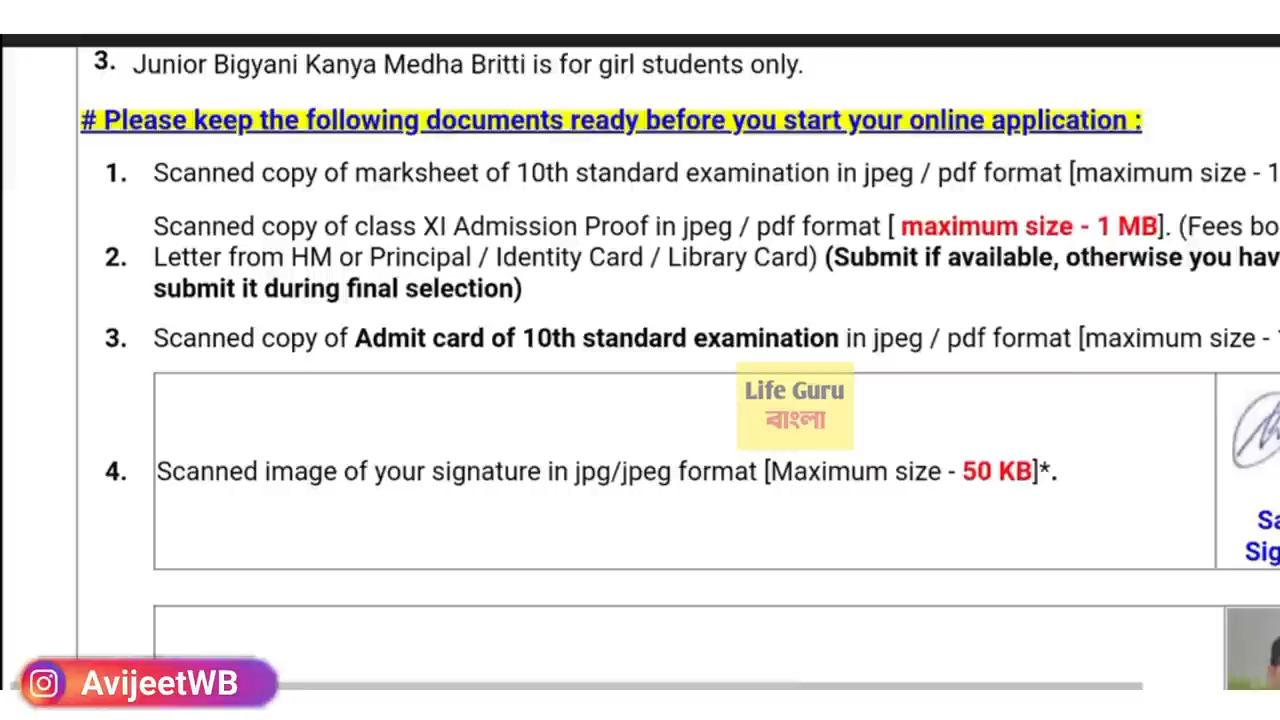 3. Junior Bigyani Kanya Medha Britti is for girl students only.
# Please keep the following documents ready before you start your online application :
1. Scanned copy of marksheet of 10th standard examination in jpeg / pdf format [maximum size - 1
Scanned copy of class XI Admission Proof in jpeg / pdf format [ maximum size - 1 MB]. (Fees bo
2. Letter from HM or Principal / Identity Card / Library Card) (Submit if available, otherwise you hav
submit it during final selection)
3. Scanned copy of Admit card of 10th standard examination in jpeg / pdf format [maximum size -
Life Guru
বাংলা
4. Scanned image of your signature in jpg/jpeg format [Maximum size - 50 KB]*.
Sa
Sig
AvijeetWB